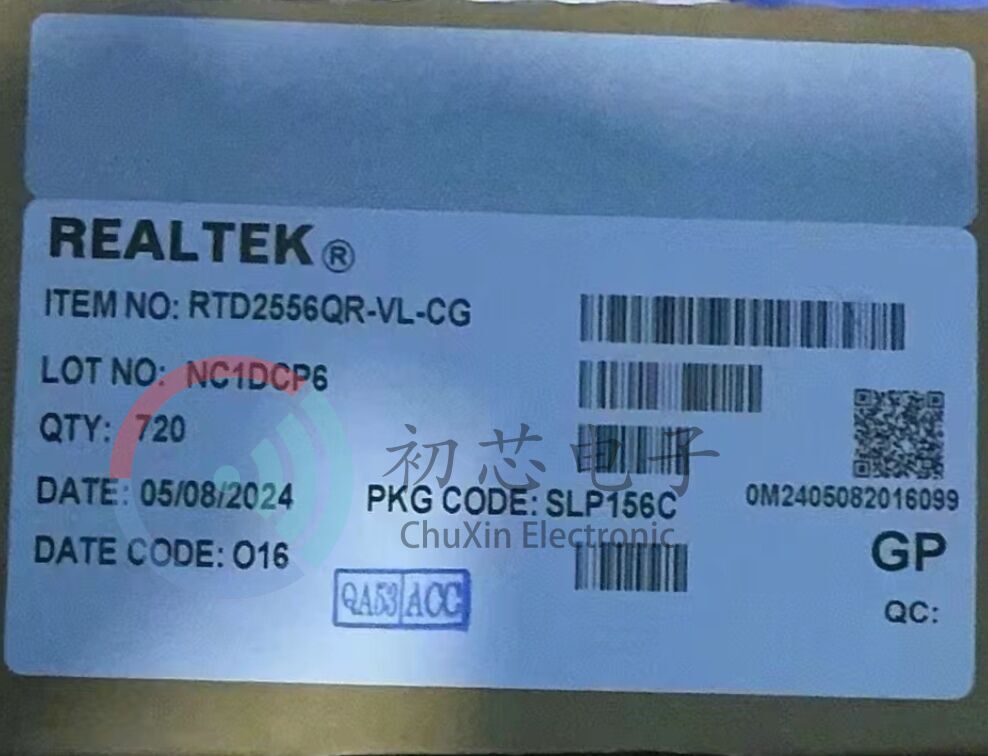 REALTEK®
ITEM NO: RTD2556QR-VL-CG
LOT NO: NC1DCP6
QTY: 720
初芯电子
DATE: 05/08/2024
PKG CODE: SLP156C
0M2405082016099
ChuXin Electronic
DATE CODE: O16
GP
QA53 ACC
QC: